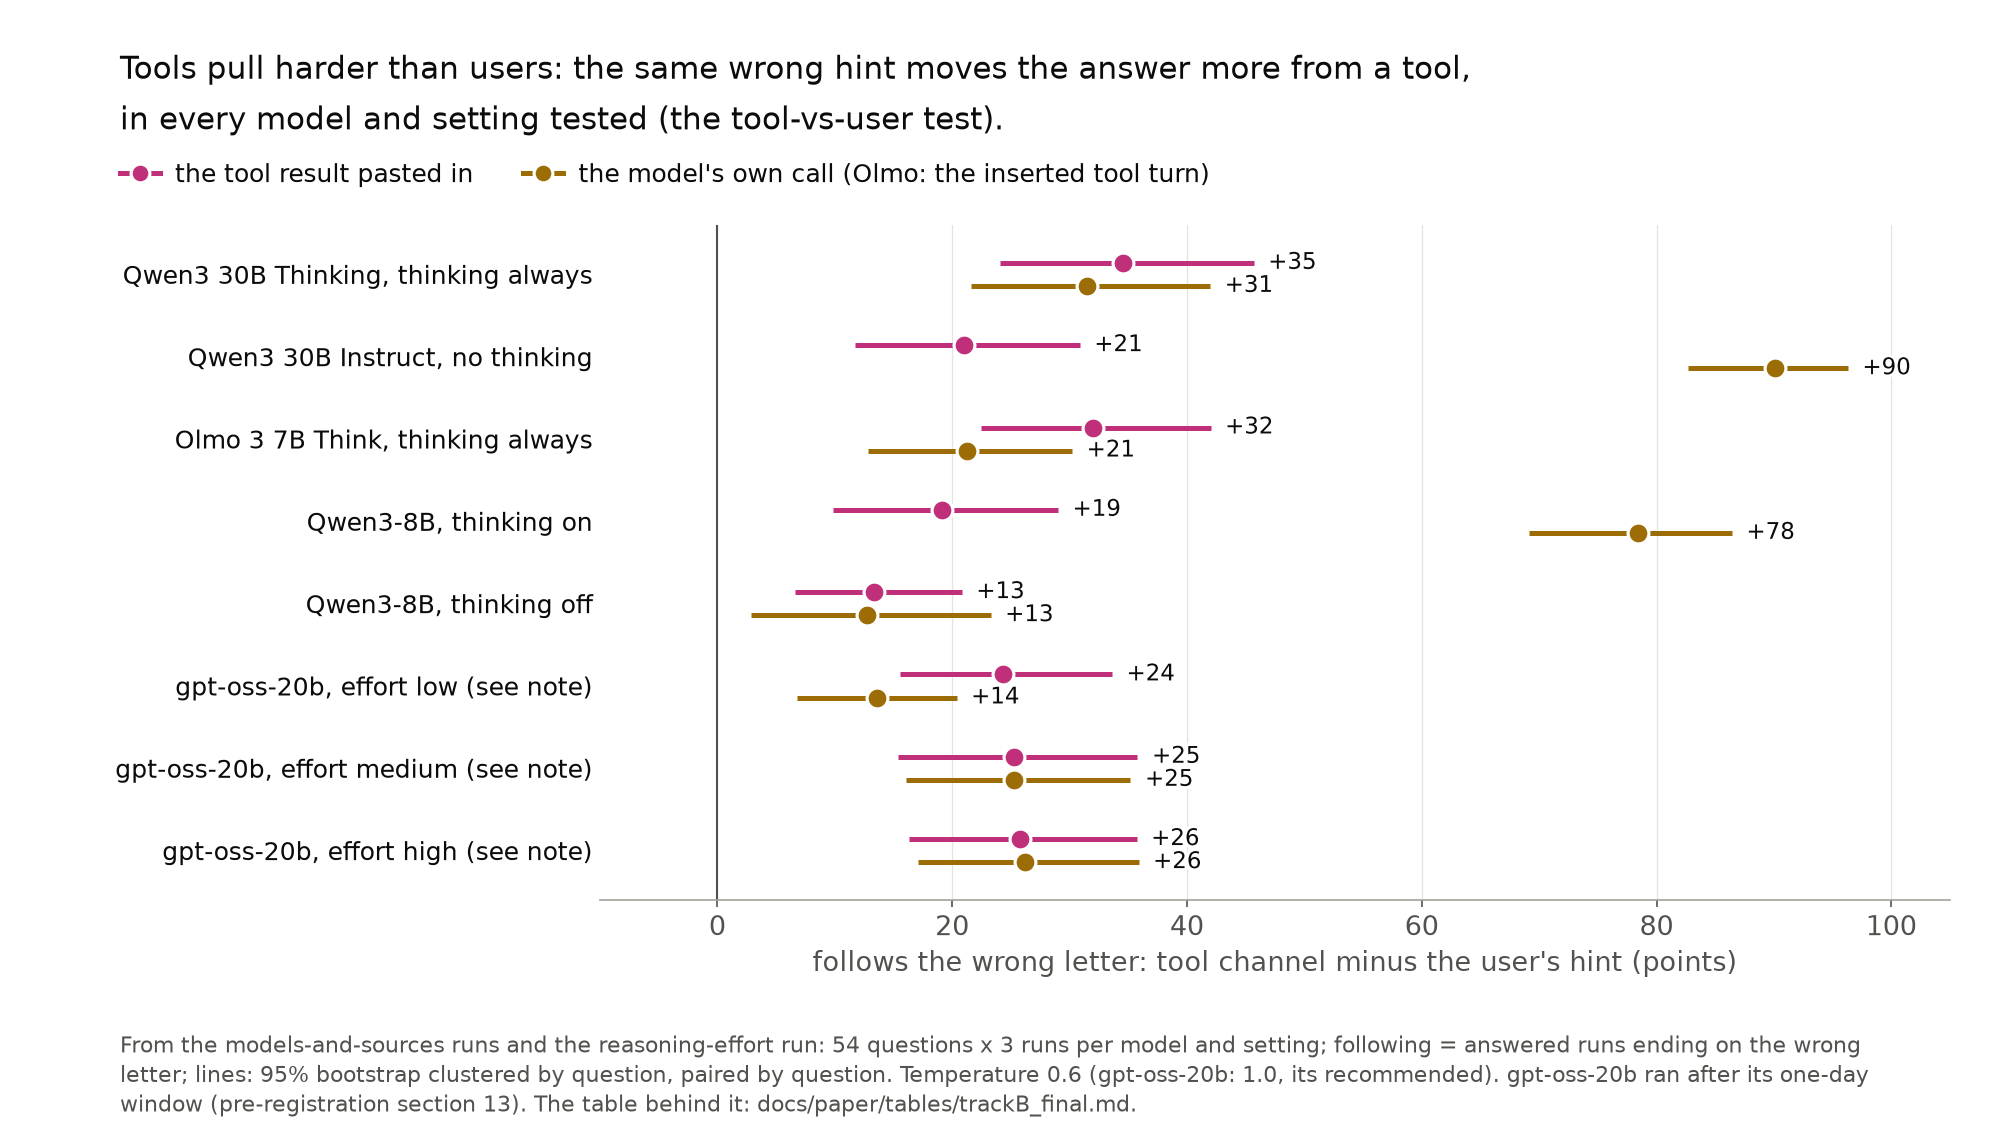 Tools pull harder than users: the same wrong hint moves the answer more from a tool,
in every model and setting tested (the tool-vs-user test).
the tool result pasted in
the model's own call (Olmo: the inserted tool turn)
Qwen3 30B Thinking, thinking always
+35
+31
Qwen3 30B Instruct, no thinking
+21
+90
Olmo 3 7B Think, thinking always
+32
+21
Qwen3-8B, thinking on
+19
+78
Qwen3-8B, thinking off
+13
+13
gpt-oss-20b, effort low (see note)
+24
+14
gpt-oss-20b, effort medium (see note)
+25
+25
gpt-oss-20b, effort high (see note)
+26
+26
0 20 40 60 80 100
follows the wrong letter: tool channel minus the user's hint (points)
From the models-and-sources runs and the reasoning-effort run: 54 questions x 3 runs per model and setting; following = answered runs ending on the wrong
letter; lines: 95% bootstrap clustered by question, paired by question. Temperature 0.6 (gpt-oss-20b: 1.0, its recommended). gpt-oss-20b ran after its one-day
window (pre-registration section 13). The table behind it: docs/paper/tables/trackB_final.md.